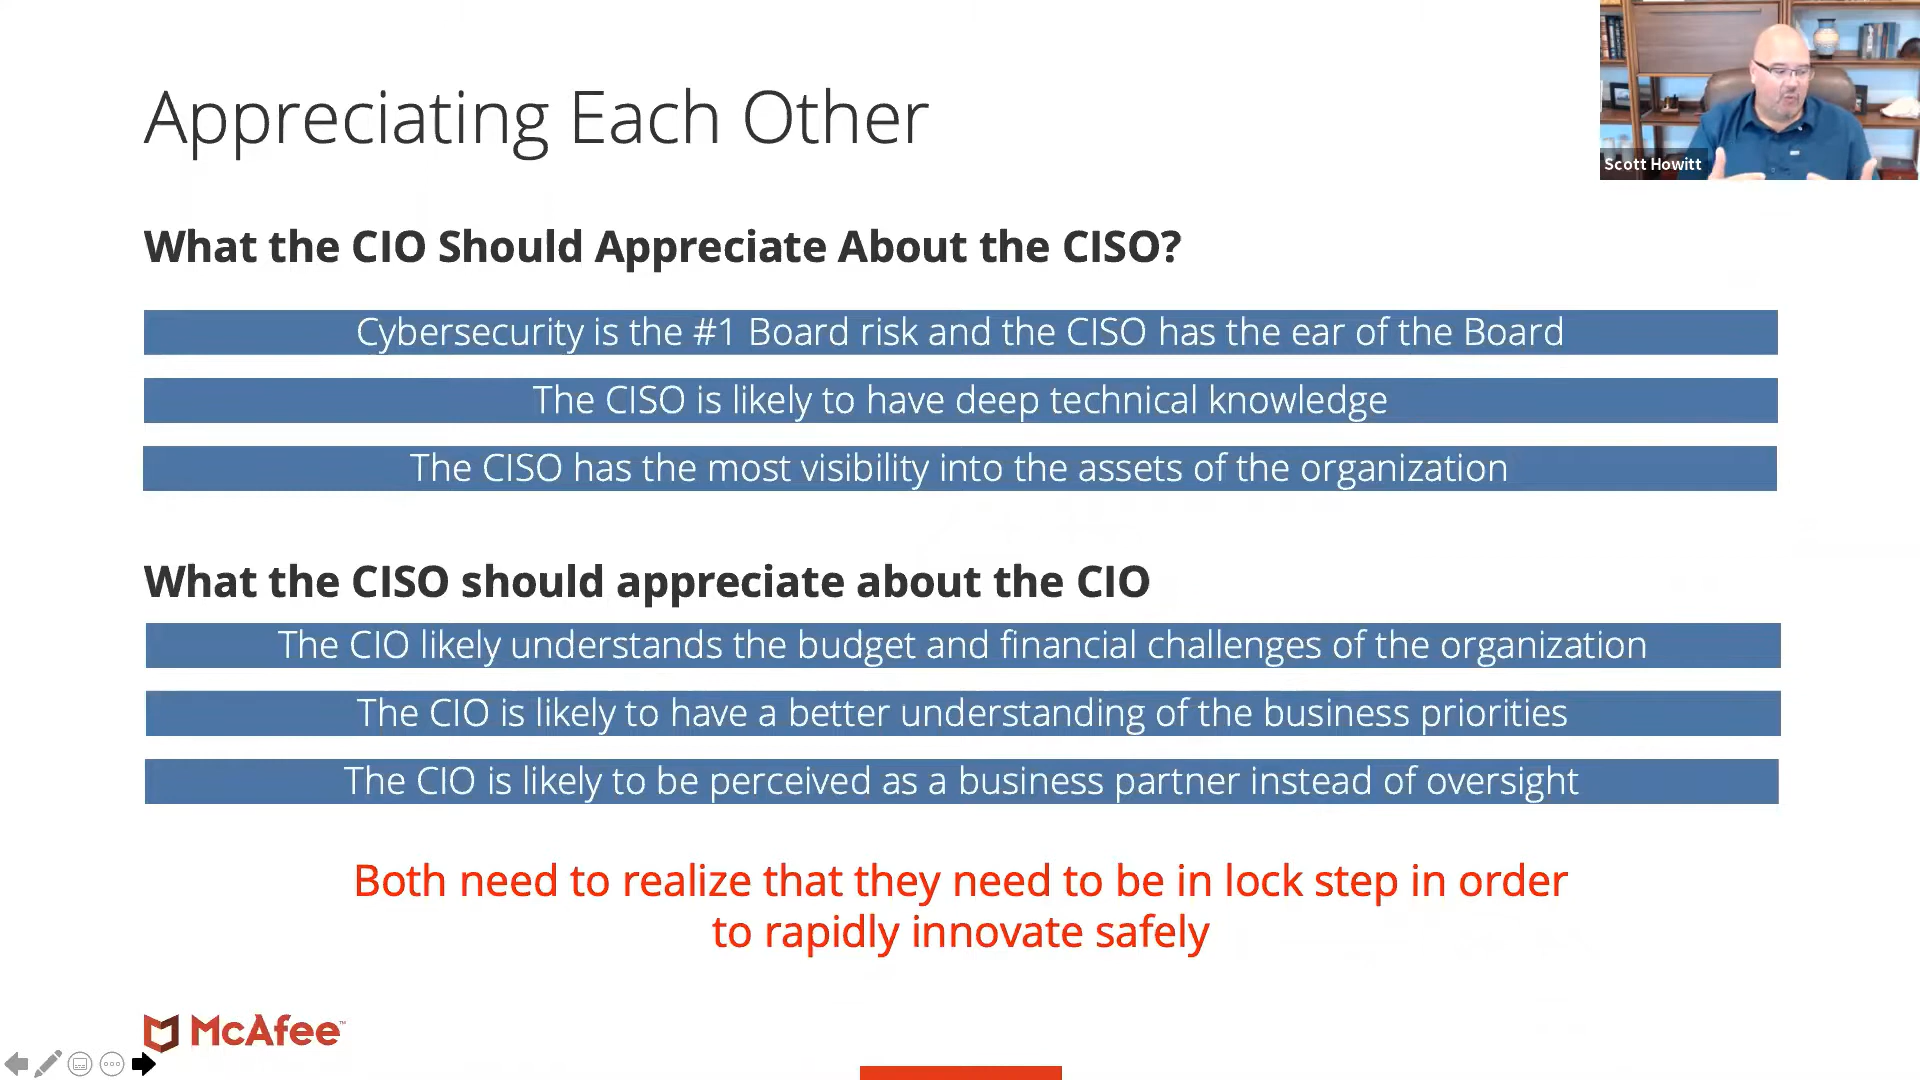 Appreciating Each Other
Scott Howitt
What the CIO Should Appreciate About the CISO?
Cybersecurity is the #1 Board risk and the CISO has the ear of the Board
The CISO is likely to have deep technical knowledge
The CISO has the most visibility into the assets of the organization
What the CISO should appreciate about the CIO
The CIO likely understands the budget and financial challenges of the organization
The CIO is likely to have a better understanding of the business priorities
The CIO is likely to be perceived as a business partner instead of oversight
Both need to realize that they need to be in lock step in order
to rapidly innovate safely
McAfee™